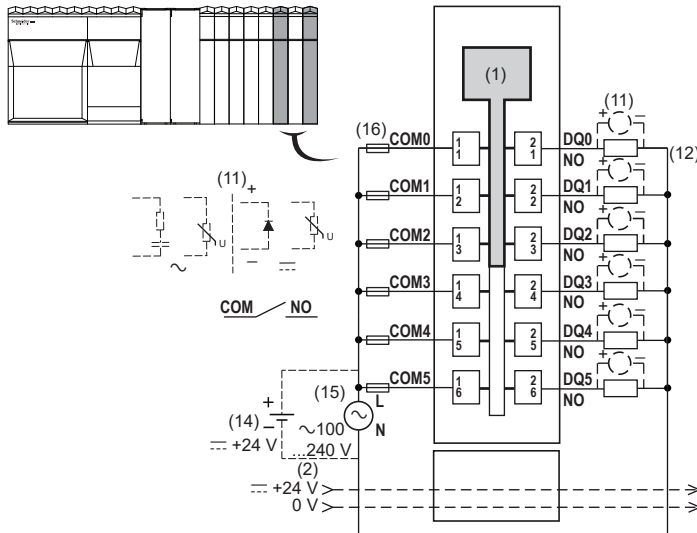 Schneider
(1)
(16) COM0 1 1 2 1 DQ0 NO + (11) −
(12)
COM1 1 2 2 2 DQ1 NO + −
COM2 1 3 2 3 DQ2 NO + −
COM3 1 4 2 4 DQ3 NO + −
COM4 1 5 2 5 DQ4 NO + −
COM5 1 6 2 6 DQ5 NO + −
(11)
+
U
U
∼
−
⎓
COM NO
(15) L
N
∼100
...240 V
+
(14)
−
⎓ +24 V
(2)
⎓ +24 V
0 V